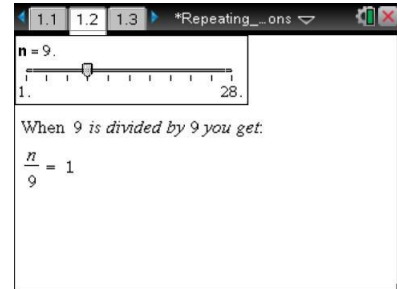 1.1 1.2 1.3 *Repeating_…ons
n = 9.
1. 28.
When 9 is divided by 9 you get:
n/9 = 1